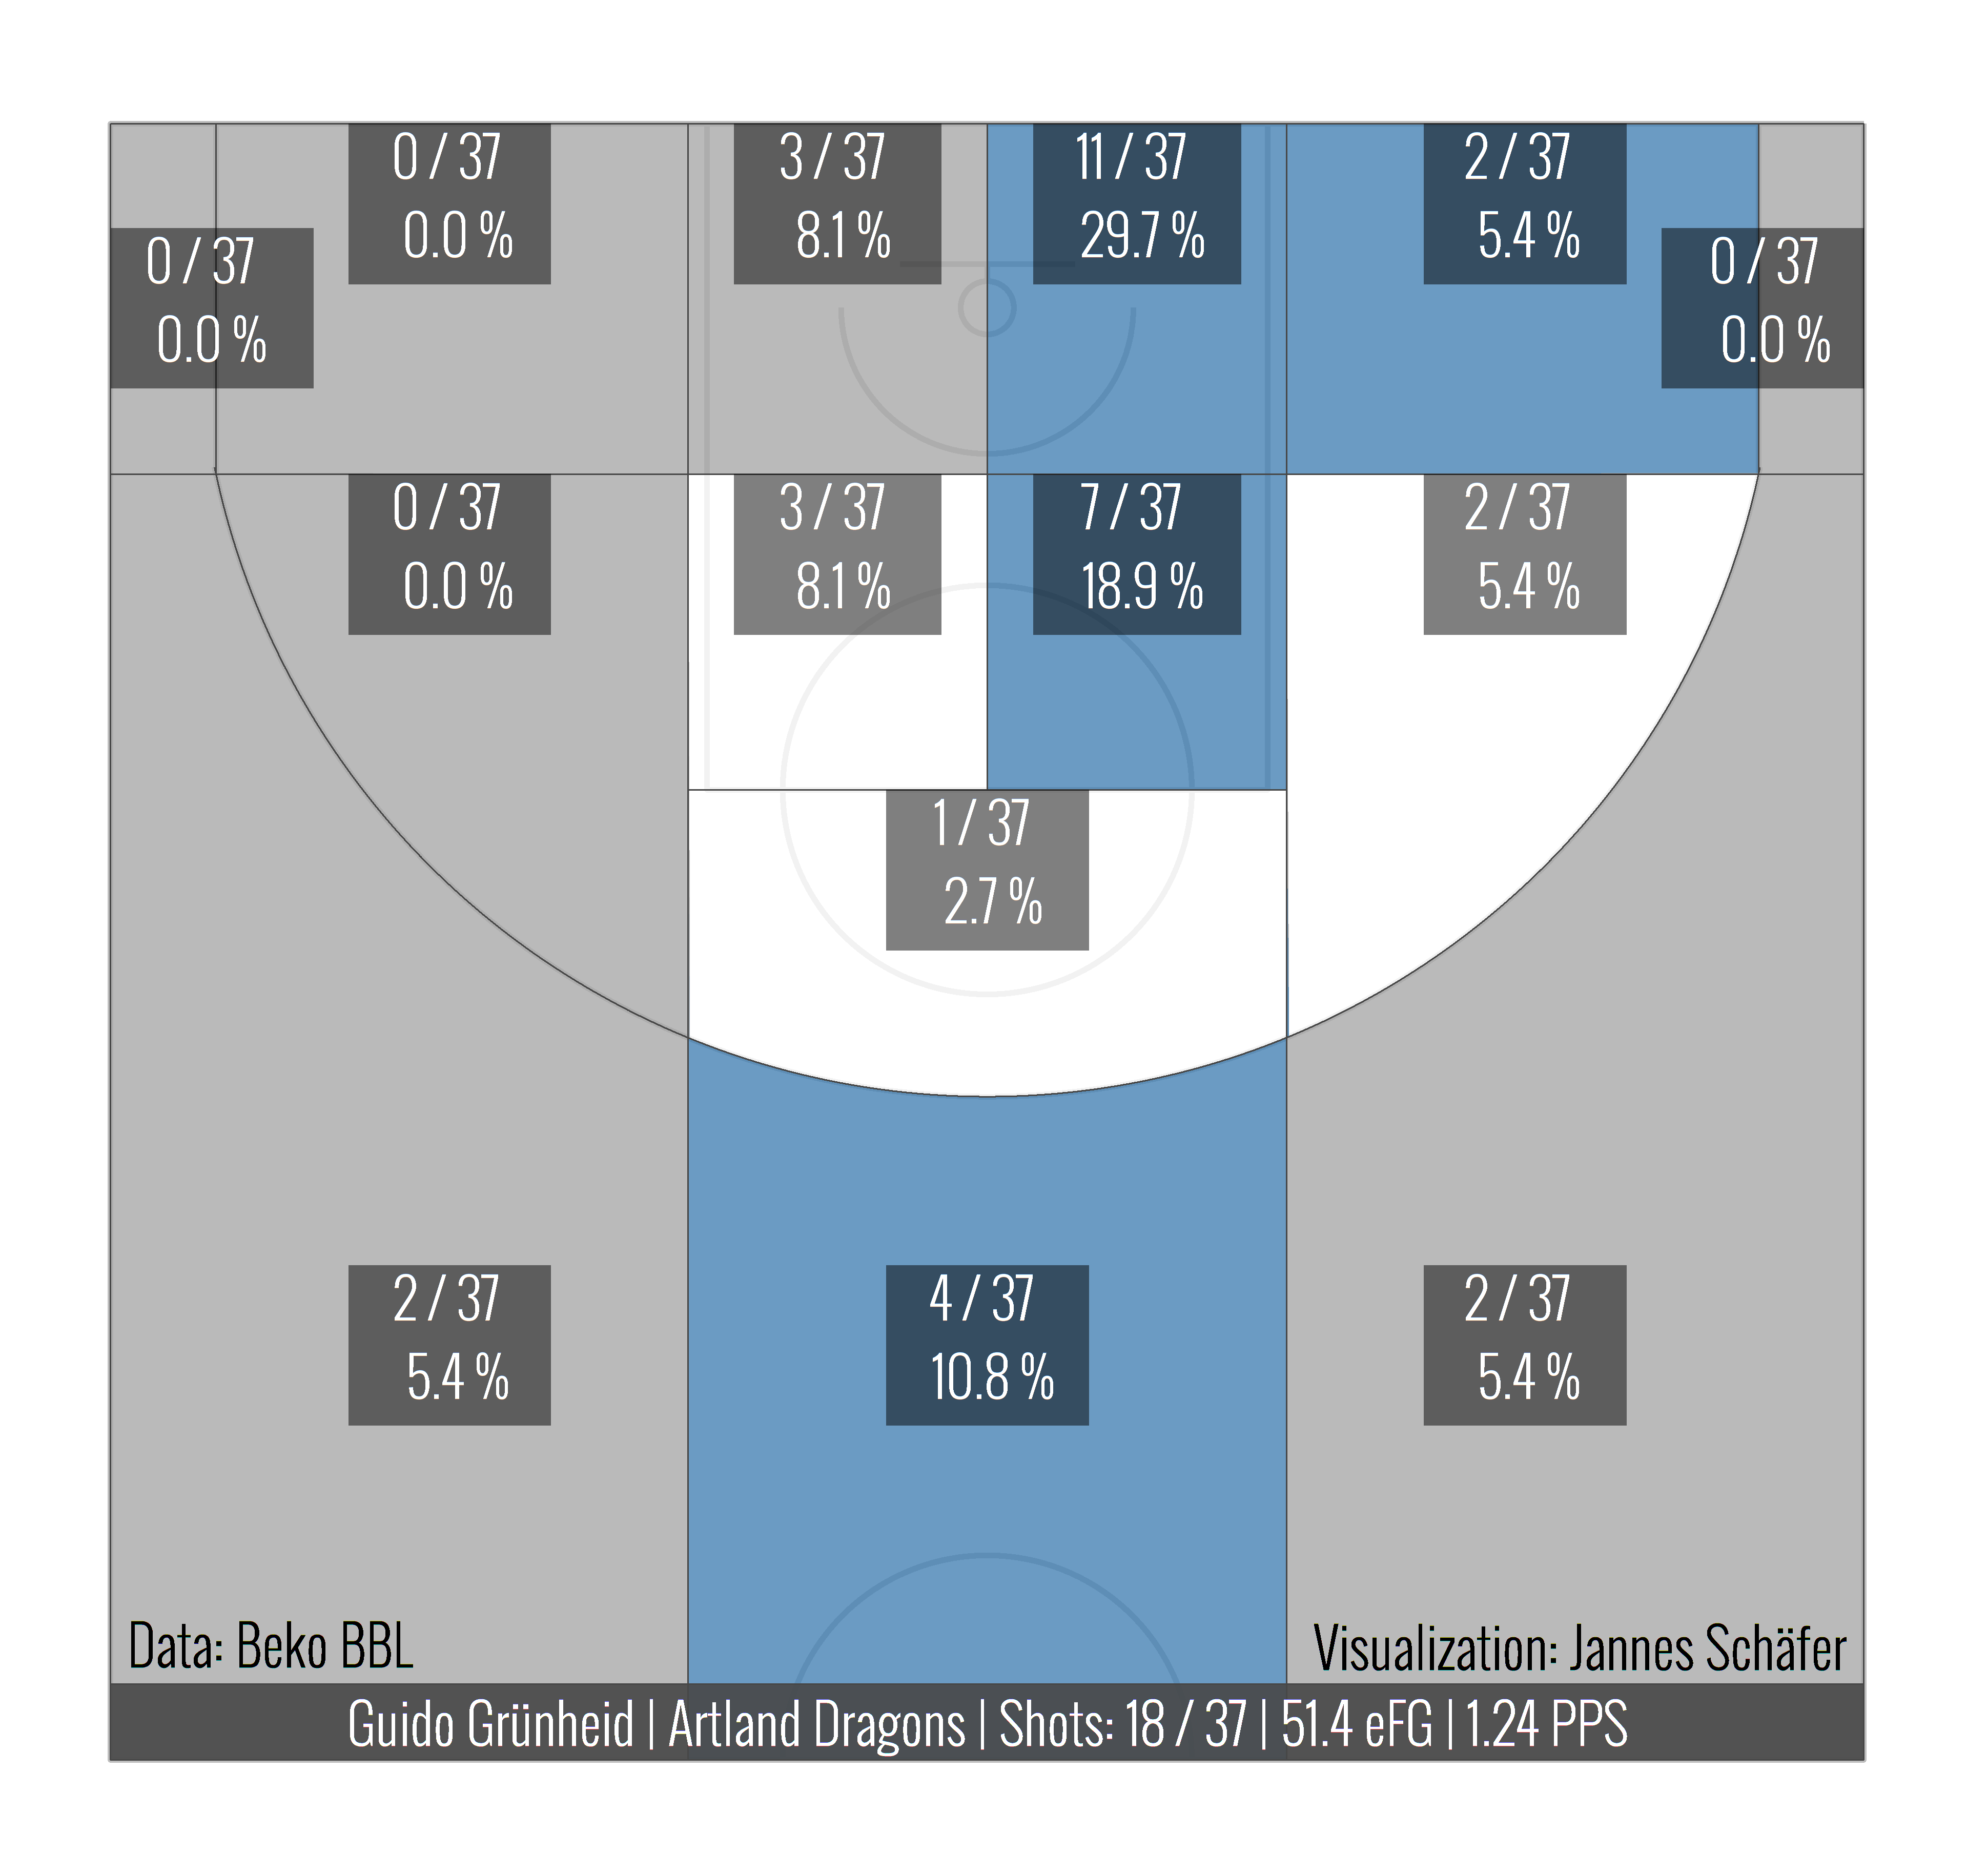 0 / 37
0.0 %
3 / 37
8.1 %
11 / 37
29.7 %
2 / 37
5.4 %
0 / 37
0.0 %
0 / 37
0.0 %
0 / 37
0.0 %
3 / 37
8.1 %
7 / 37
18.9 %
2 / 37
5.4 %
1 / 37
2.7 %
2 / 37
5.4 %
4 / 37
10.8 %
2 / 37
5.4 %
Data: Beko BBL
Visualization: Jannes Schäfer
Guido Grünheid | Artland Dragons | Shots: 18 / 37 | 51.4 eFG | 1.24 PPS